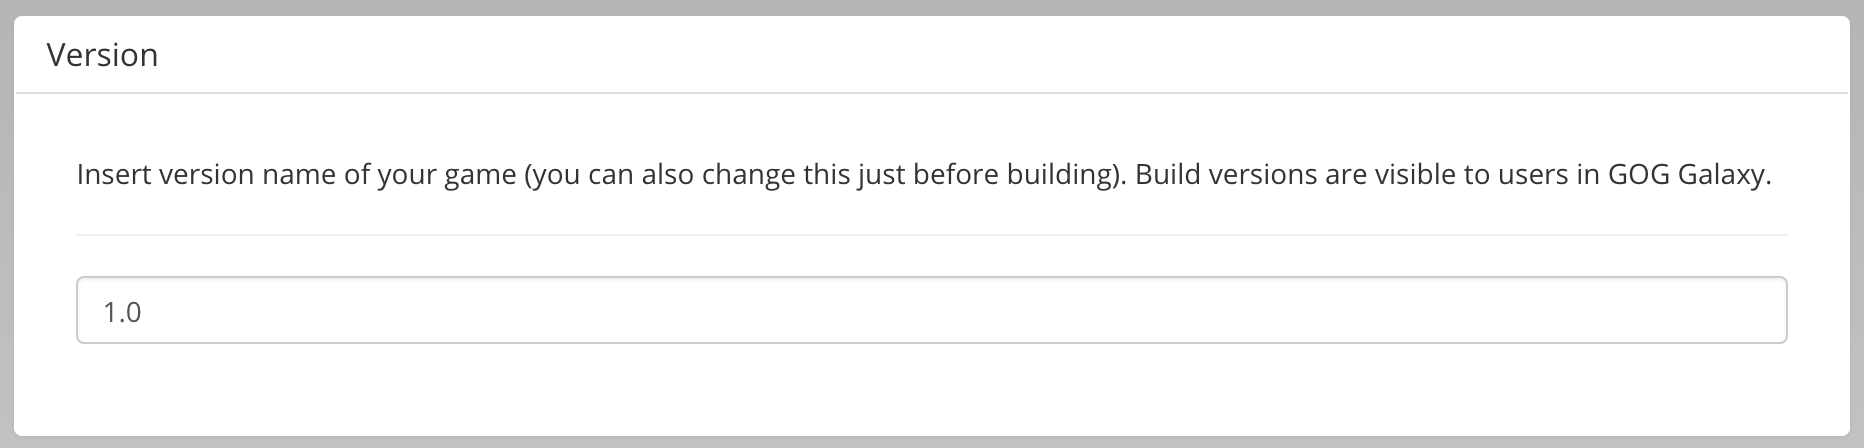 Version
Insert version name of your game (you can also change this just before building). Build versions are visible to users in GOG Galaxy.
1.0